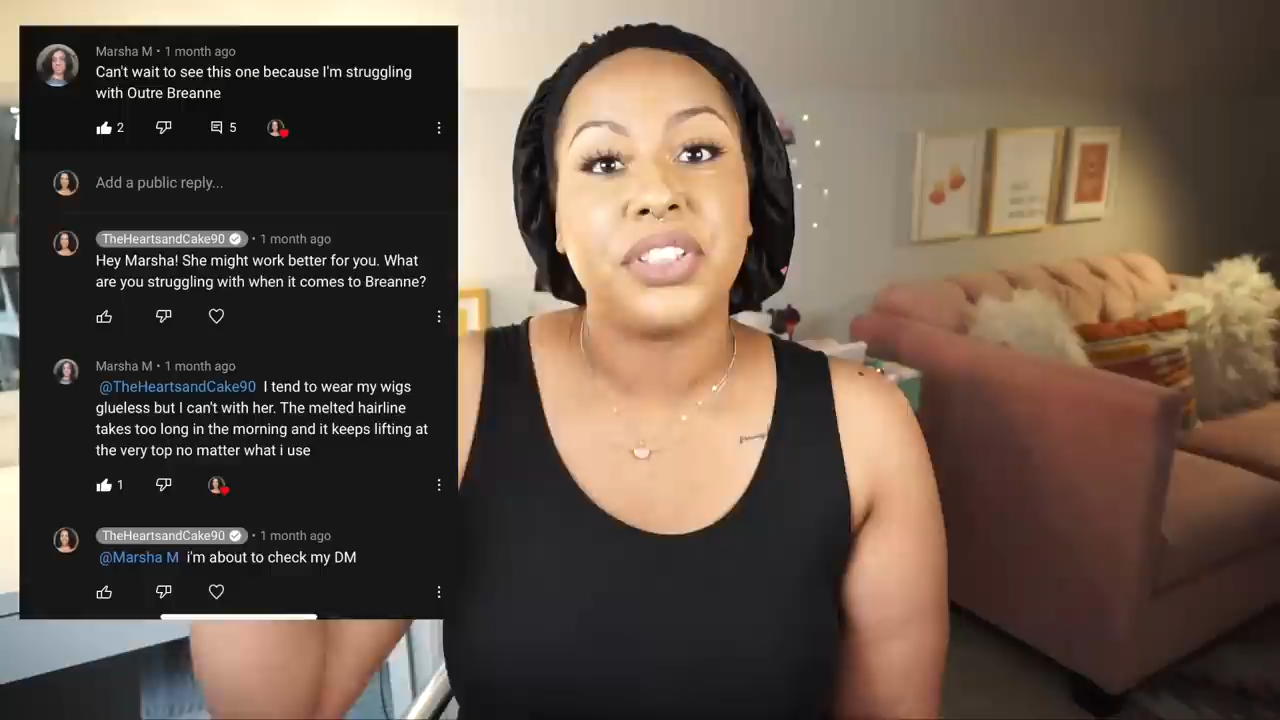 Marsha M • 1 month ago
Can't wait to see this one because I'm struggling
with Outre Breanne
2
5
Add a public reply...
TheHeartsandCake90 • 1 month ago
Hey Marsha! She might work better for you. What
are you struggling with when it comes to Breanne?
Marsha M • 1 month ago
@TheHeartsandCake90 I tend to wear my wigs
glueless but I can't with her. The melted hairline
takes too long in the morning and it keeps lifting at
the very top no matter what i use
1
TheHeartsandCake90 • 1 month ago
@Marsha M i'm about to check my DM